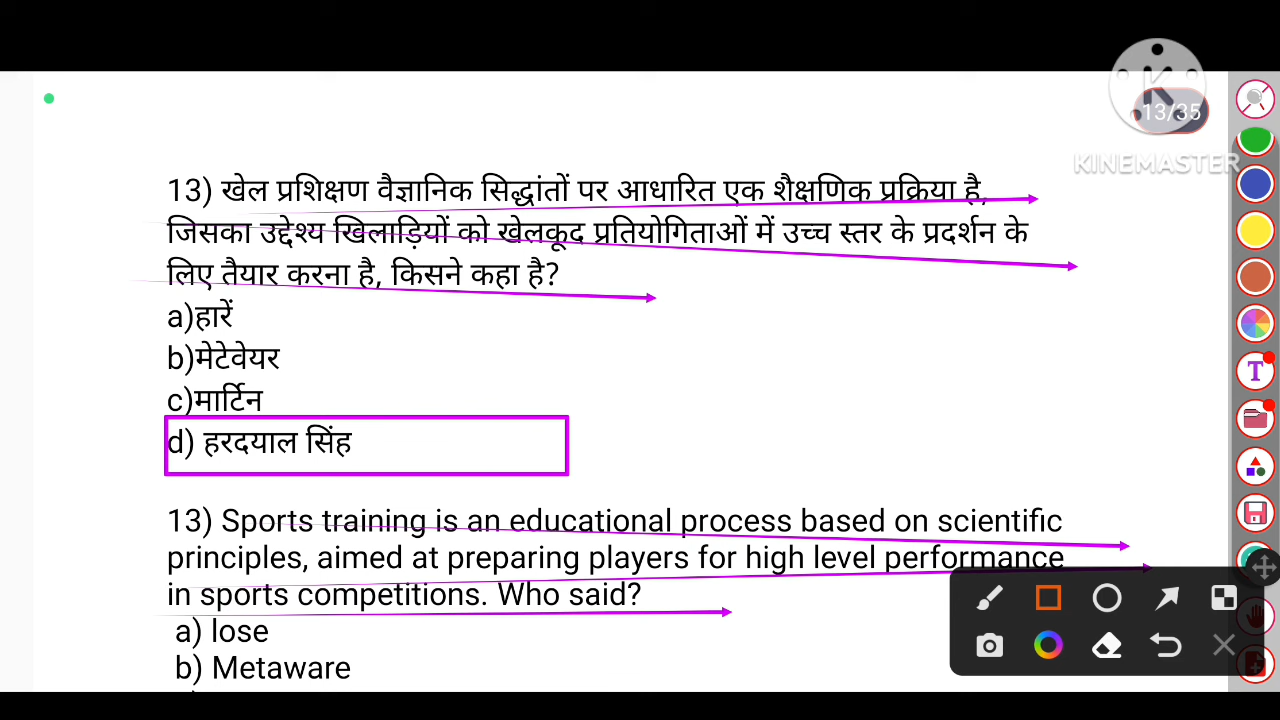 13/35
KINEMASTER
13) खेल प्रशिक्षण वैज्ञानिक सिद्धांतों पर आधारित एक शैक्षणिक प्रक्रिया है,
जिसका उद्देश्य खिलाड़ियों को खेलकूद प्रतियोगिताओं में उच्च स्तर के प्रदर्शन के
लिए तैयार करना है, किसने कहा है?
a)हारें
b)मेटेवेयर
c)मार्टिन
d) हरदयाल सिंह
13) Sports training is an educational process based on scientific
principles, aimed at preparing players for high level performance
in sports competitions. Who said?
a) lose
b) Metaware
T